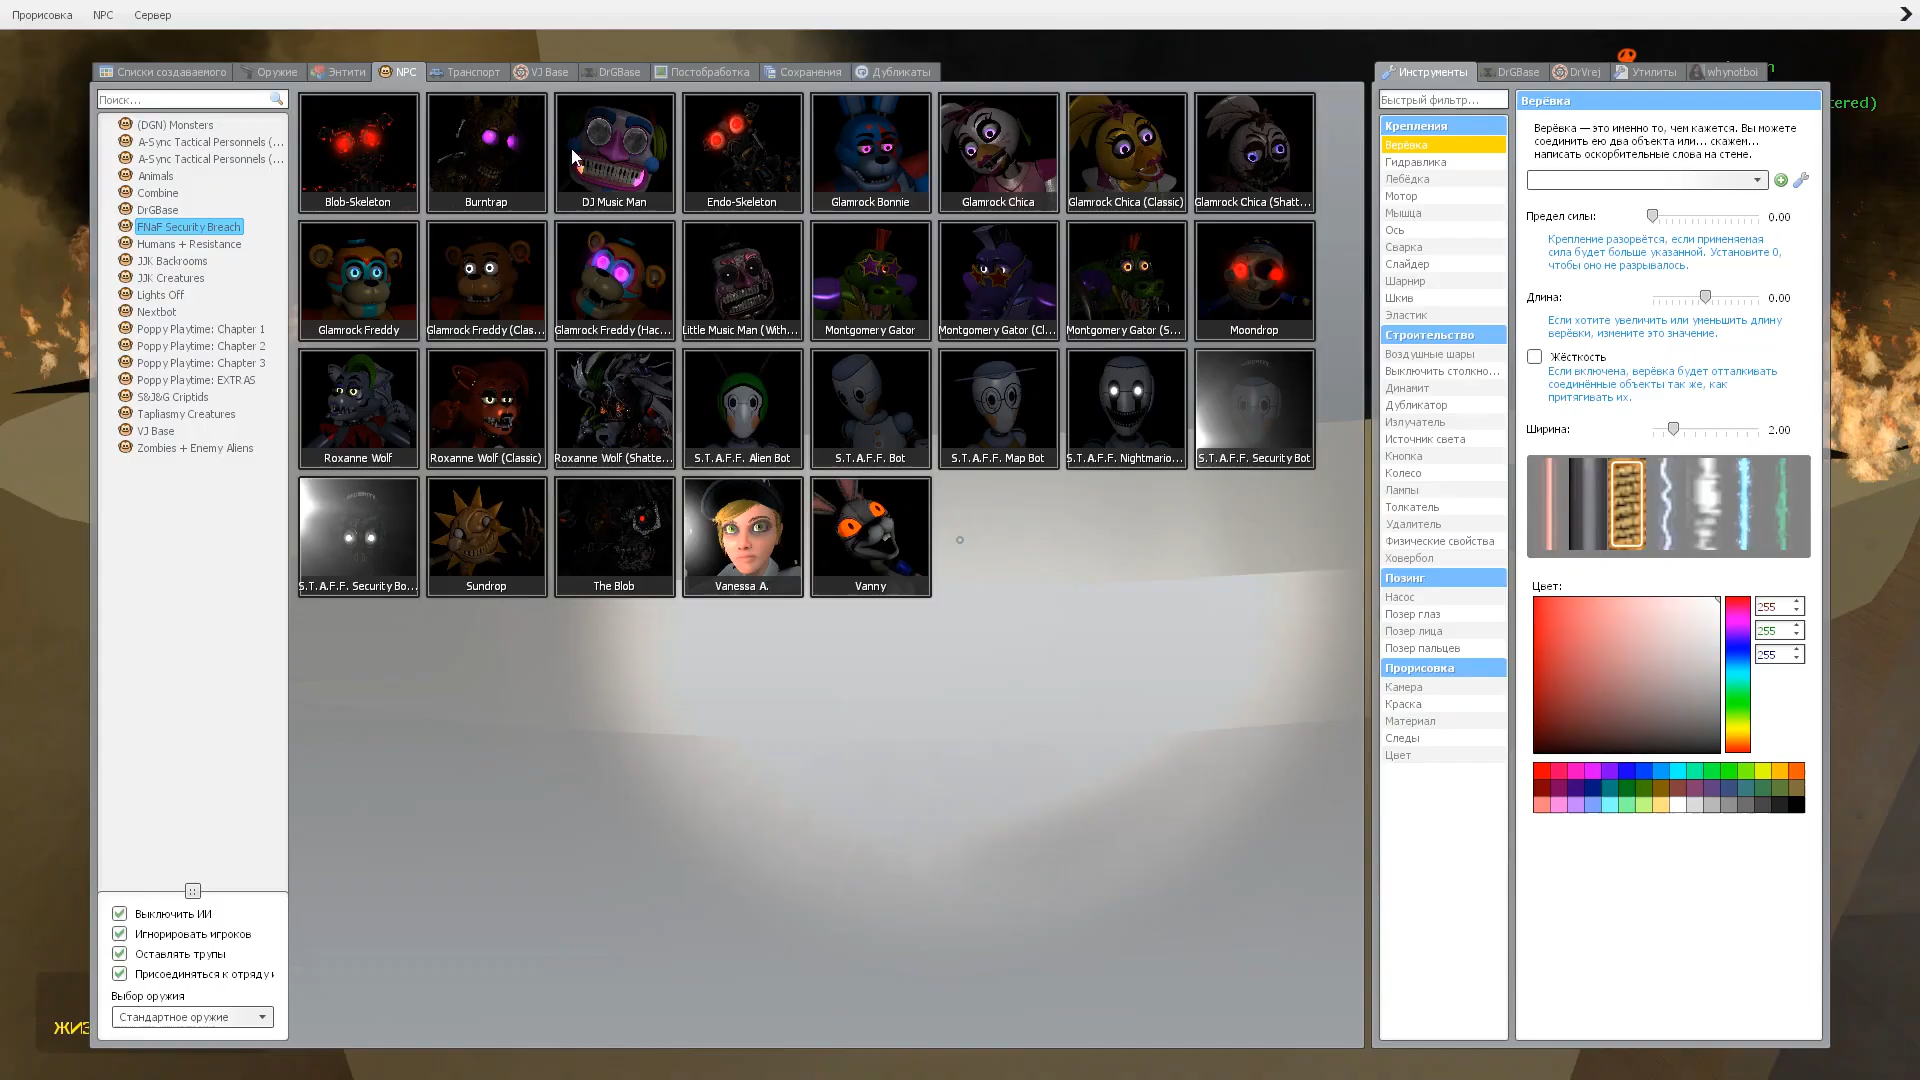 Прорисовка NPC Сервер
Списки создаваемого Оружие Энтити NPC Транспорт VJ Base DrGBase Постобработка Сохранения Дубликаты
Инструменты DrGBase DrVrej Утилиты whynotboi
n
tered)
Поиск...
(DGN) Monsters
A-Sync Tactical Personnels (...
A-Sync Tactical Personnels (...
Animals
Combine
DrGBase
FNaF Security Breach
Humans + Resistance
JJK Backrooms
JJK Creatures
Lights Off
Nextbot
Poppy Playtime: Chapter 1
Poppy Playtime: Chapter 2
Poppy Playtime: Chapter 3
Poppy Playtime: EXTRAS
S&J&G Criptids
Tapliasmy Creatures
VJ Base
Zombies + Enemy Aliens
Выключить ИИ
Игнорировать игроков
Оставлять трупы
Присоединяться к отряду и
Выбор оружия
Стандартное оружие
ЖИЗ
Blob-Skeleton Burntrap DJ Music Man Endo-Skeleton Glamrock Bonnie Glamrock Chica Glamrock Chica (Classic) Glamrock Chica (Shatt...
Glamrock Freddy Glamrock Freddy (Clas... Glamrock Freddy (Hac... Little Music Man (With... Montgomery Gator Montgomery Gator (Cl... Montgomery Gator (S... Moondrop
Roxanne Wolf Roxanne Wolf (Classic) Roxanne Wolf (Shatte... S.T.A.F.F. Alien Bot S.T.A.F.F. Bot S.T.A.F.F. Map Bot S.T.A.F.F. Nightmario... S.T.A.F.F. Security Bot
S.T.A.F.F. Security Bo... Sundrop The Blob Vanessa A. Vanny
Быстрый фильтр...
Крепления
Верёвка
Гидравлика
Лебёдка
Мотор
Мышца
Ось
Сварка
Слайдер
Шарнир
Шкив
Эластик
Строительство
Воздушные шары
Выключить столкно...
Динамит
Дубликатор
Излучатель
Источник света
Кнопка
Колесо
Лампы
Толкатель
Удалитель
Физические свойства
Ховербол
Позинг
Насос
Позер глаз
Позер лица
Позер пальцев
Прорисовка
Камера
Краска
Материал
Следы
Цвет
Верёвка
Верёвка — это именно то, чем кажется. Вы можете
соединить ею два объекта или... скажем...
написать оскорбительные слова на стене.
Предел силы: 0.00
Крепление разорвётся, если применяемая
сила будет больше указанной. Установите 0,
чтобы оно не разрывалось.
Длина: 0.00
Если хотите увеличить или уменьшить длину
верёвки, измените это значение.
Жёсткость
Если включена, верёвка будет отталкивать
соединённые объекты так же, как
притягивать их.
Ширина: 2.00
Цвет:
255
255
255